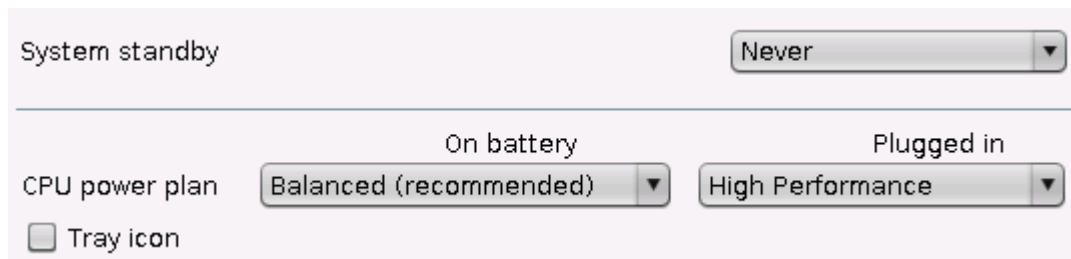 System standby Never
On battery Plugged in
CPU power plan Balanced (recommended) High Performance
Tray icon